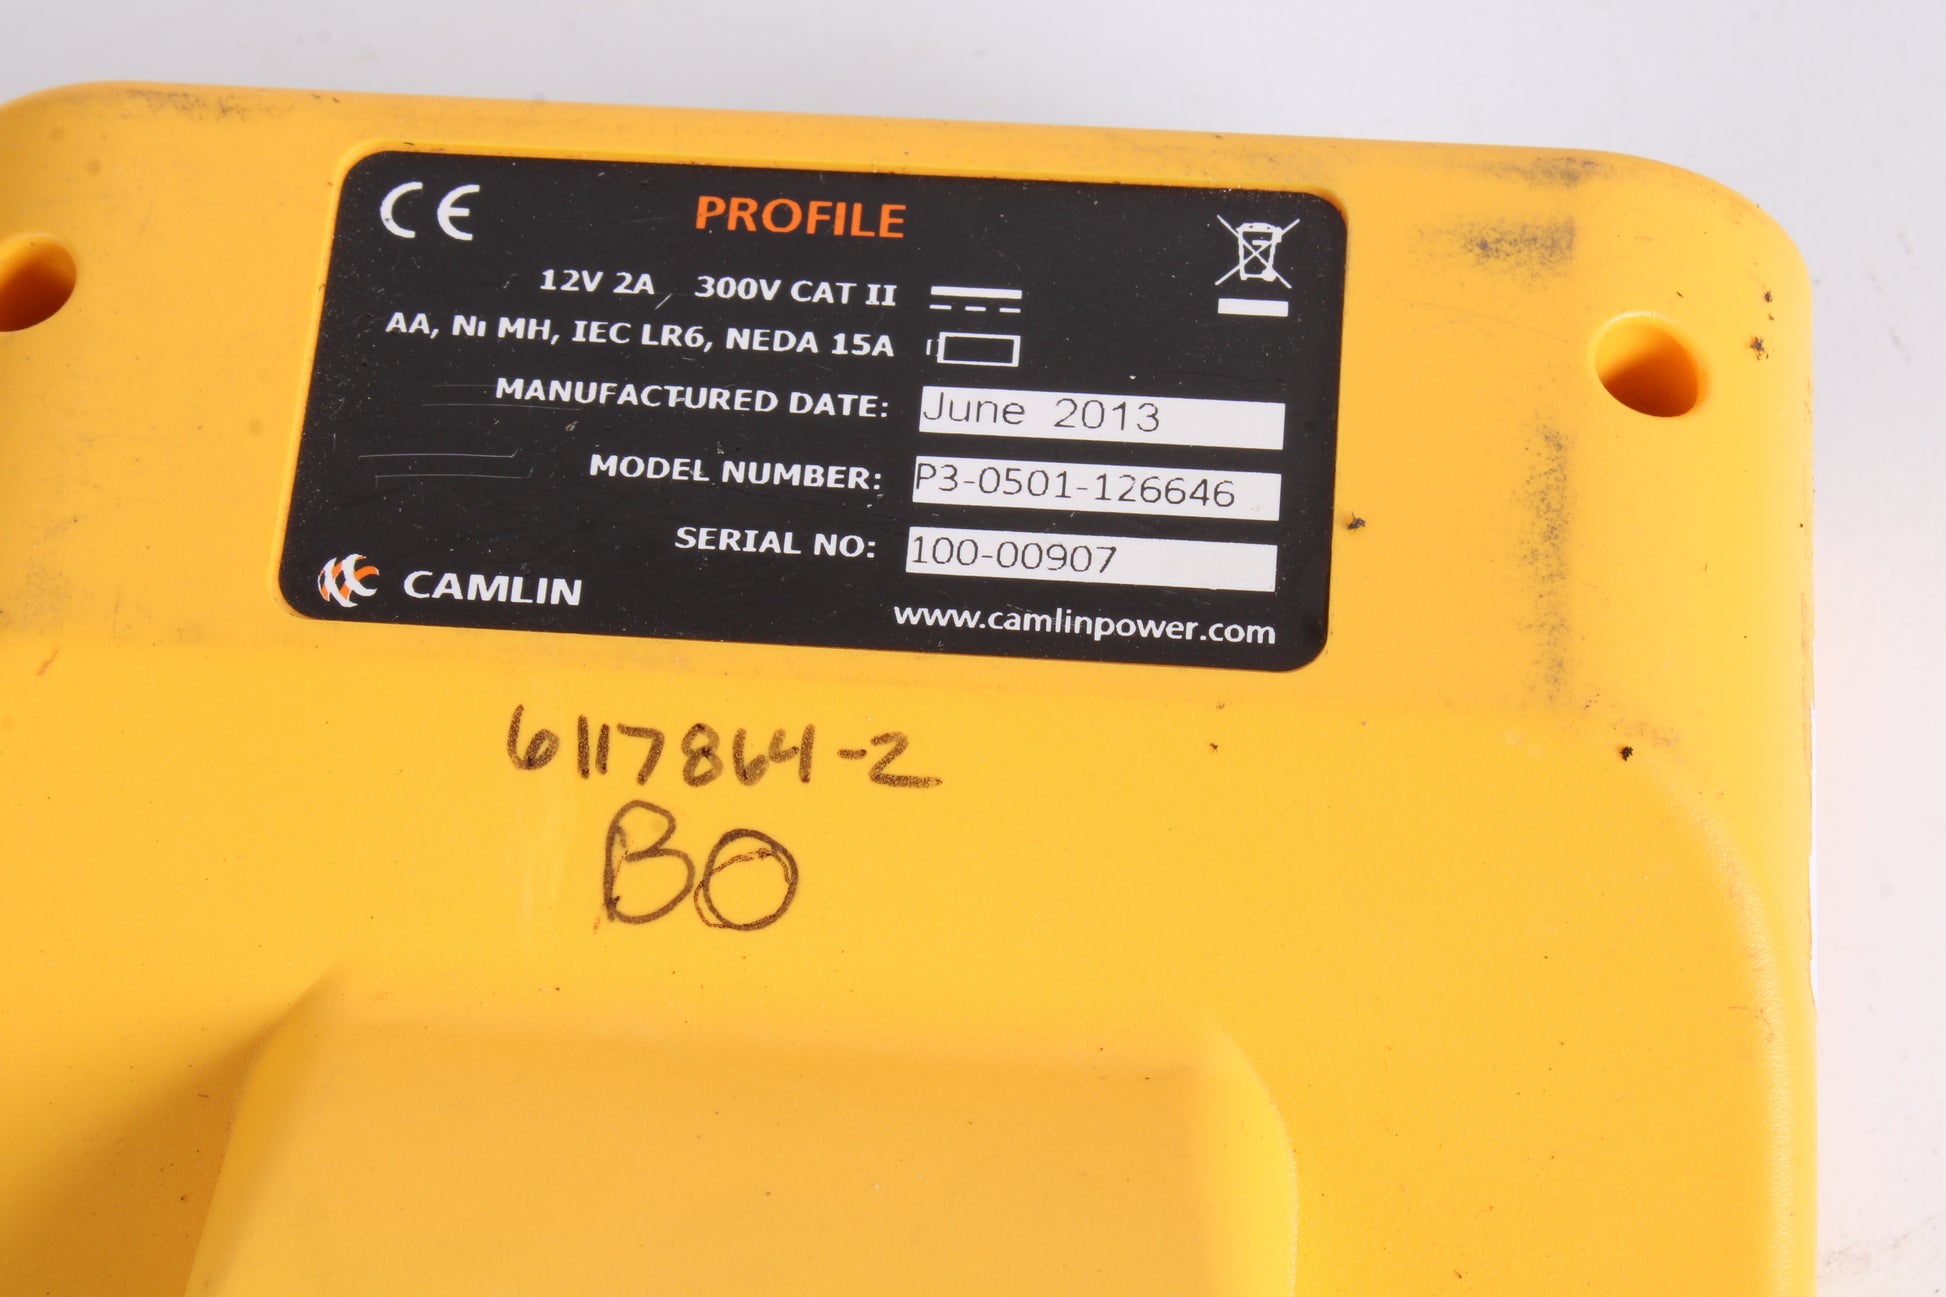 CE
PROFILE
12V 2A 300V CAT II
AA, Ni MH, IEC LR6, NEDA 15A
MANUFACTURED DATE: June 2013
MODEL NUMBER: P3-0501-126646
SERIAL NO: 100-00907
CAMLIN
www.camlinpower.com
6117864-2
BO